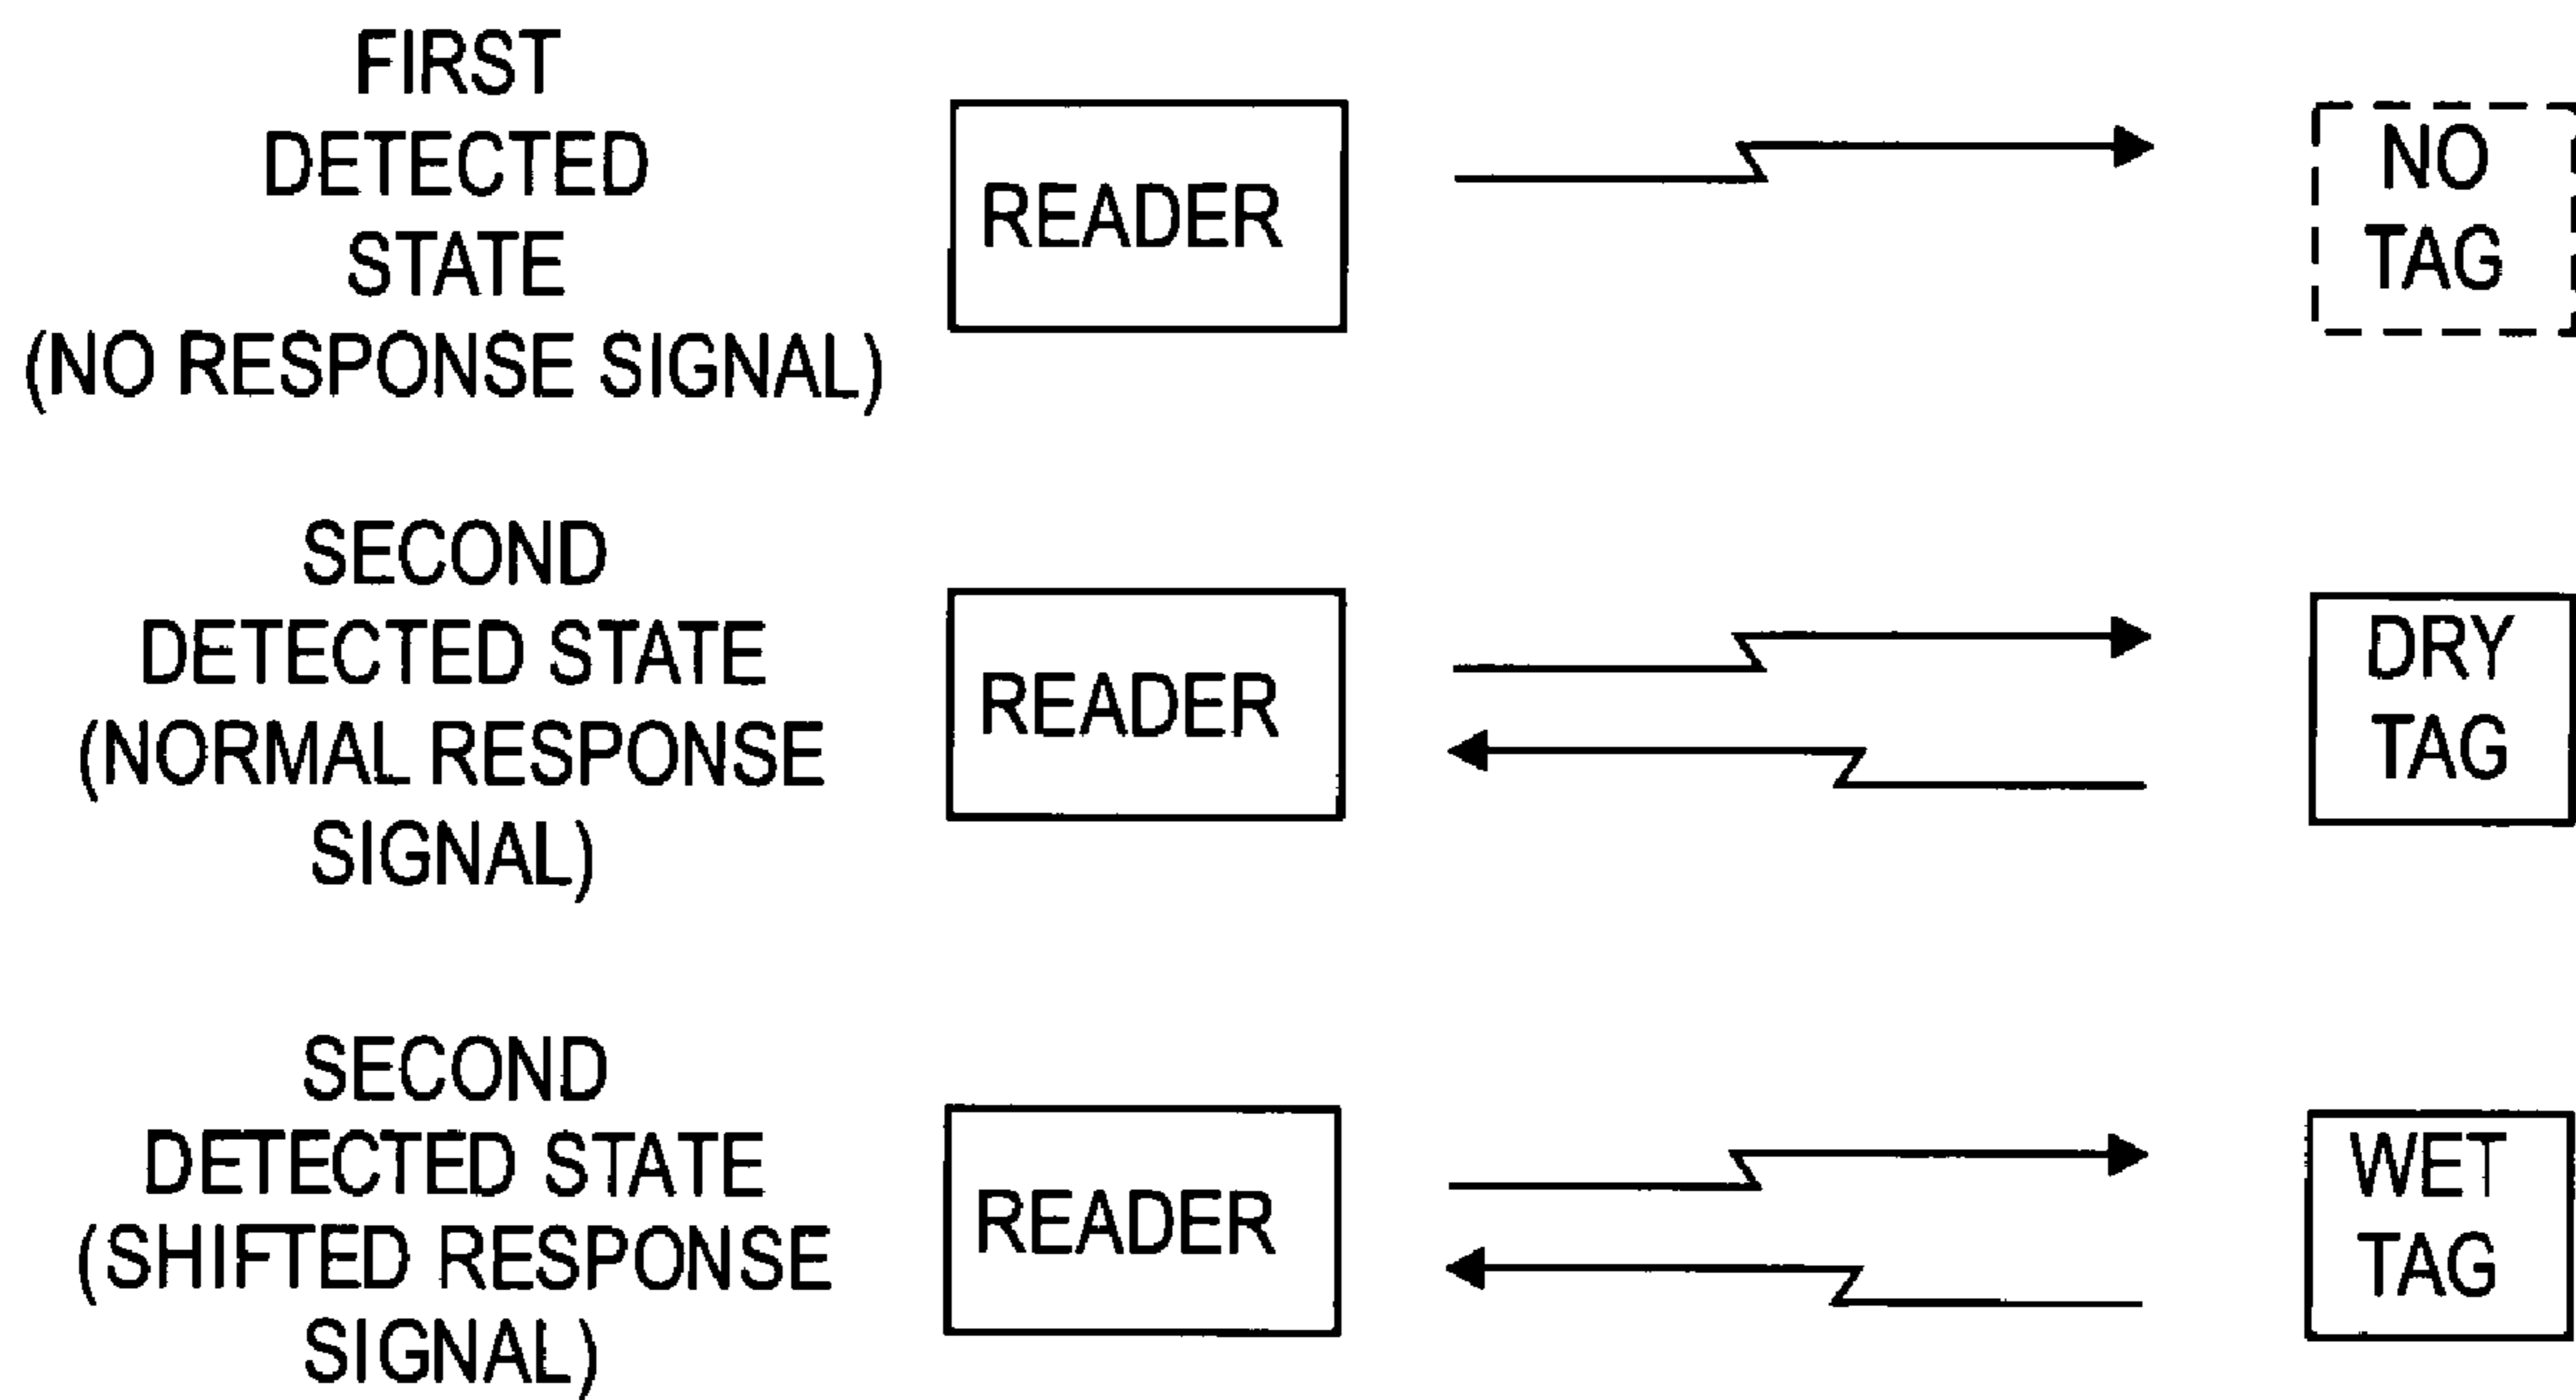 FIRST
DETECTED
STATE
(NO RESPONSE SIGNAL)
READER
NO
TAG
SECOND
DETECTED STATE
(NORMAL RESPONSE
SIGNAL)
READER
DRY
TAG
SECOND
DETECTED STATE
(SHIFTED RESPONSE
SIGNAL)
READER
WET
TAG